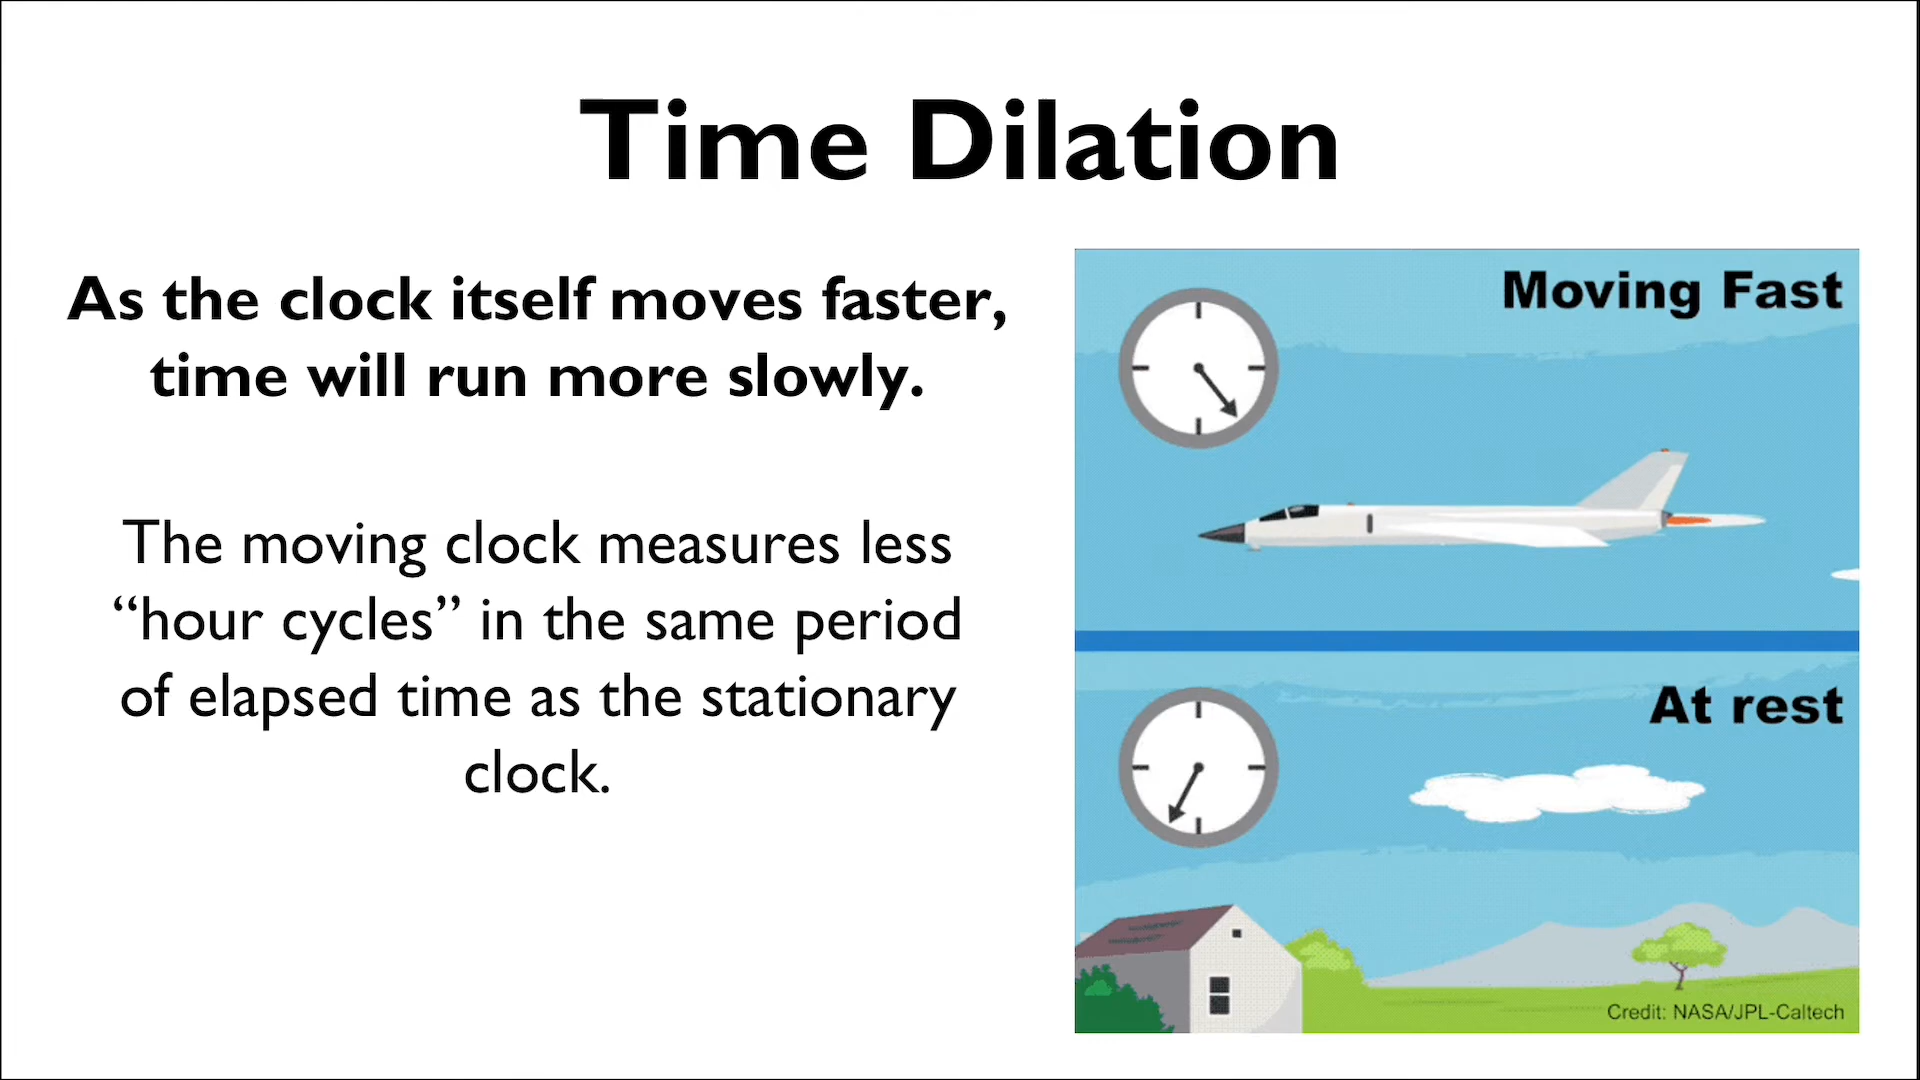 Time Dilation
As the clock itself moves faster,
time will run more slowly.
The moving clock measures less
“hour cycles” in the same period
of elapsed time as the stationary
clock.
Moving Fast
At rest
Credit: NASA/JPL-Caltech